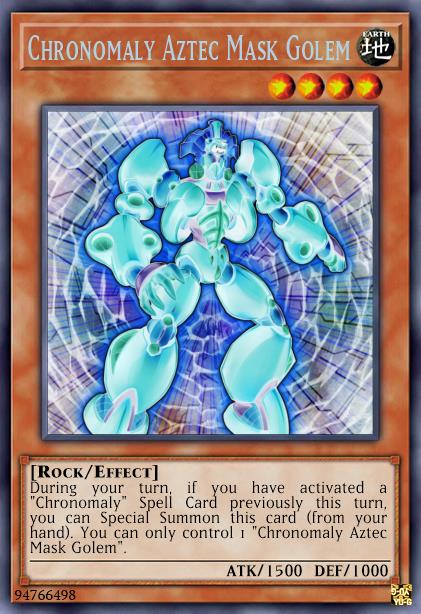 CHRONOMALY AZTEC MASK GOLEM
EARTH
地
[ROCK/EFFECT]
During your turn, if you have activated a
"Chronomaly" Spell Card previously this turn,
you can Special Summon this card (from your
hand). You can only control 1 "Chronomaly Aztec
Mask Golem".
ATK/1500 DEF/1000
94766498